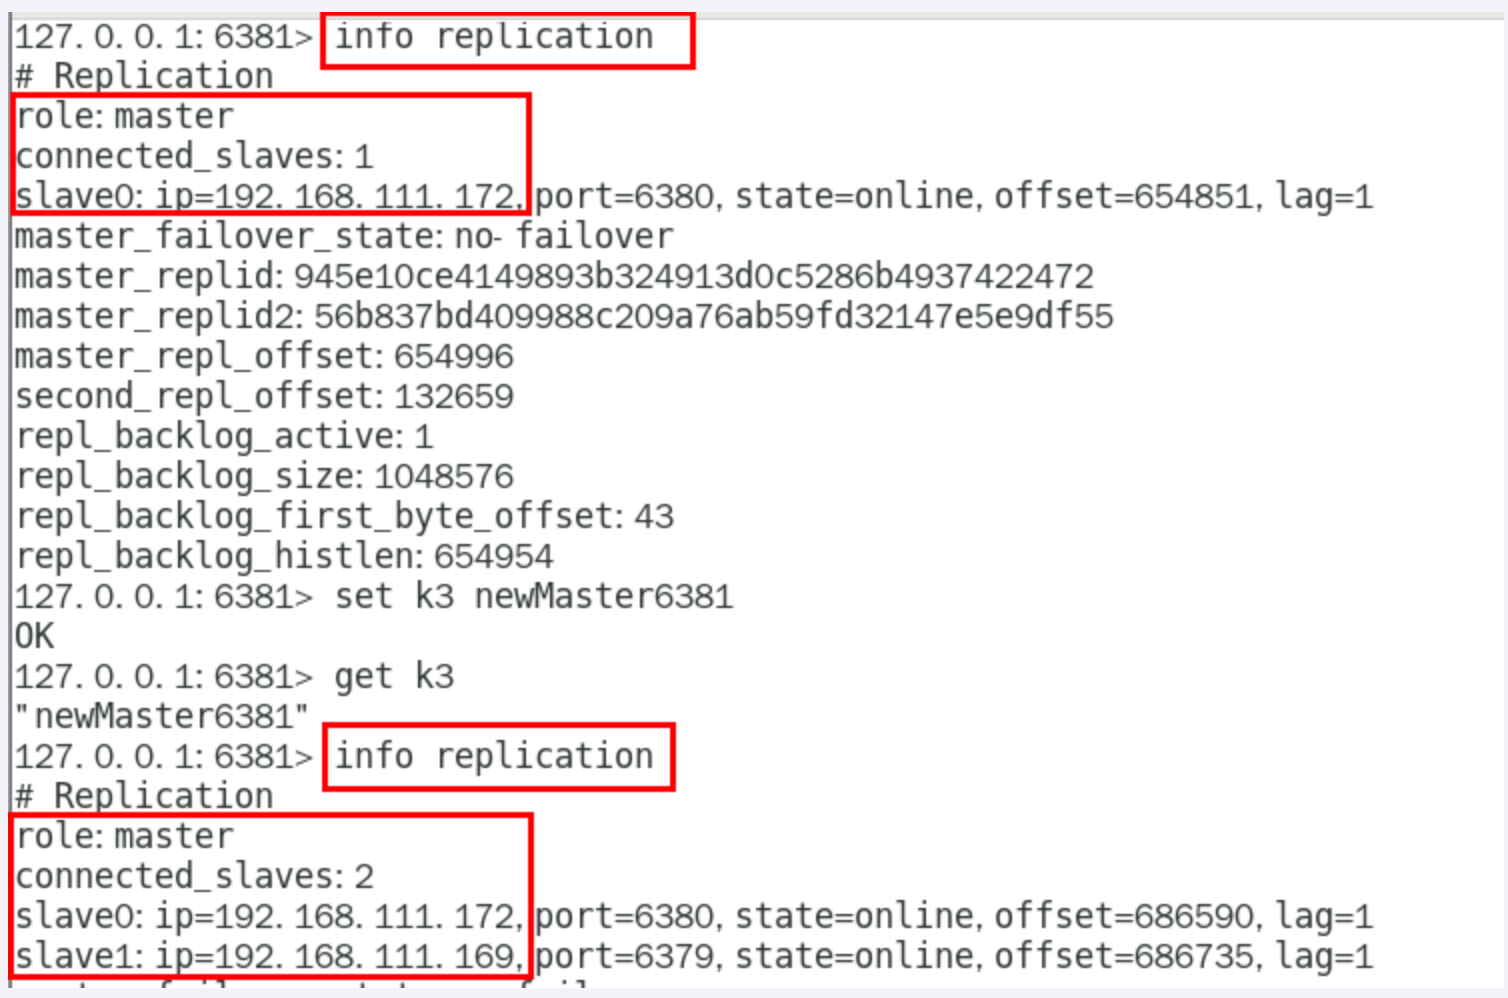 127. 0. 0. 1: 6381> info replication
# Replication
role: master
connected_slaves: 1
slave0: ip=192. 168. 111. 172, port=6380, state=online, offset=654851, lag=1
master_failover_state: no- failover
master_replid: 945e10ce4149893b324913d0c5286b4937422472
master_replid2: 56b837bd409988c209a76ab59fd32147e5e9df55
master_repl_offset: 654996
second_repl_offset: 132659
repl_backlog_active: 1
repl_backlog_size: 1048576
repl_backlog_first_byte_offset: 43
repl_backlog_histlen: 654954
127. 0. 0. 1: 6381> set k3 newMaster6381
OK
127. 0. 0. 1: 6381> get k3
"newMaster6381"
127. 0. 0. 1: 6381> info replication
# Replication
role: master
connected_slaves: 2
slave0: ip=192. 168. 111. 172, port=6380, state=online, offset=686590, lag=1
slave1: ip=192. 168. 111. 169, port=6379, state=online, offset=686735, lag=1